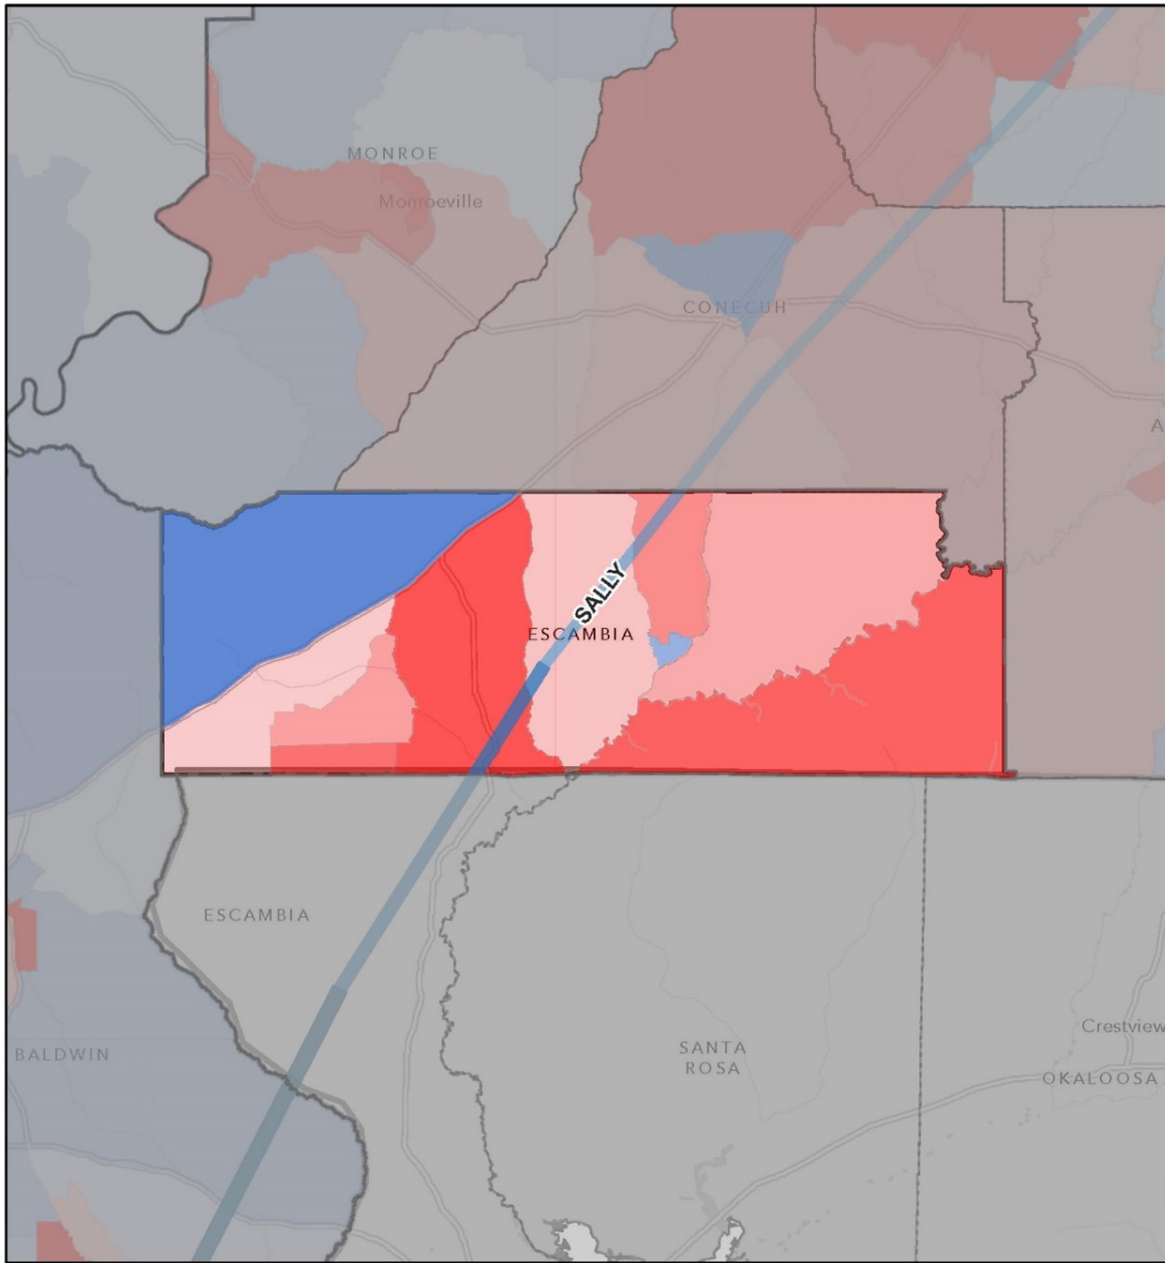 MONROE
Monroeville
CONECUH
A
SALLY
ESCAMBIA
ESCAMBIA
BALDWIN
SANTA
ROSA
Crestview
OKALOOSA